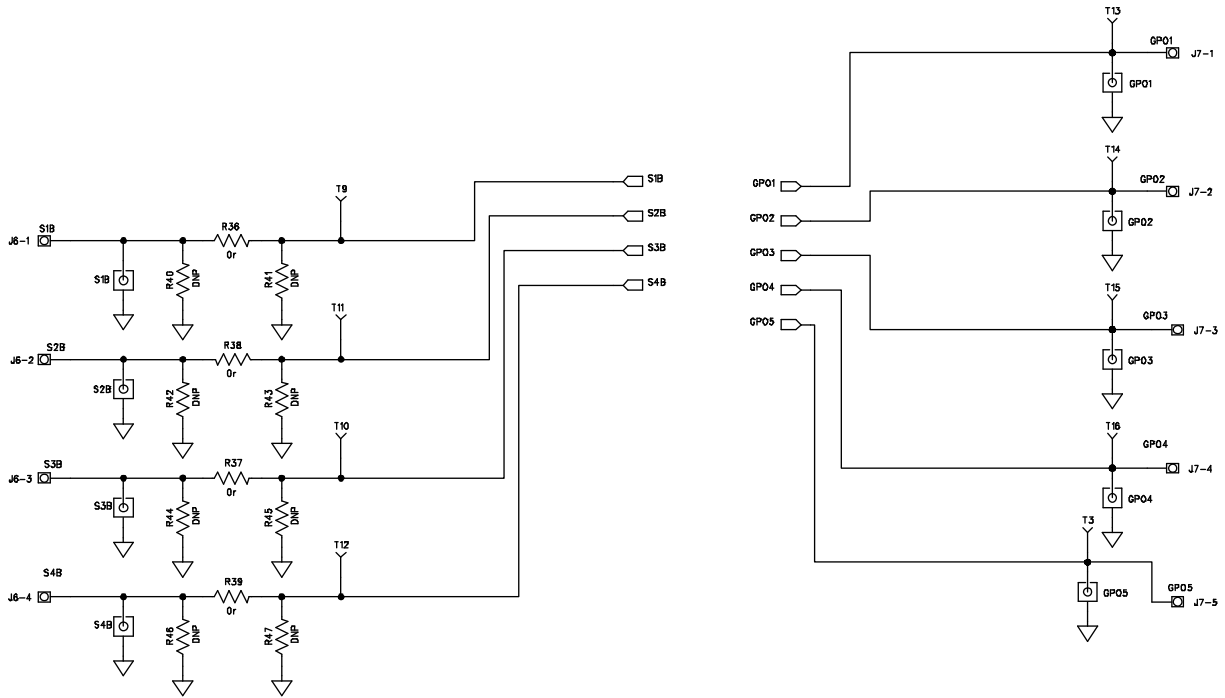 T13
GPO1
J7-1
GPO1
T14
GPO2
J7-2
GPO2
T15
GPO3
J7-3
GPO3
T16
GPO4
J7-4
GPO4
T3
GPO5
J7-5
GPO5
GPO1
GPO2
GPO3
GPO4
GPO5
S1B
S2B
S3B
S4B
T9
S1B
J6-1
R36
0r
S1B
R40
DNP
R41
DNP
T11
S2B
J6-2
R38
0r
S2B
R42
DNP
R43
DNP
T10
S3B
J6-3
R37
0r
S3B
R44
DNP
R45
DNP
T12
S4B
J6-4
R39
0r
S4B
R46
DNP
R47
DNP